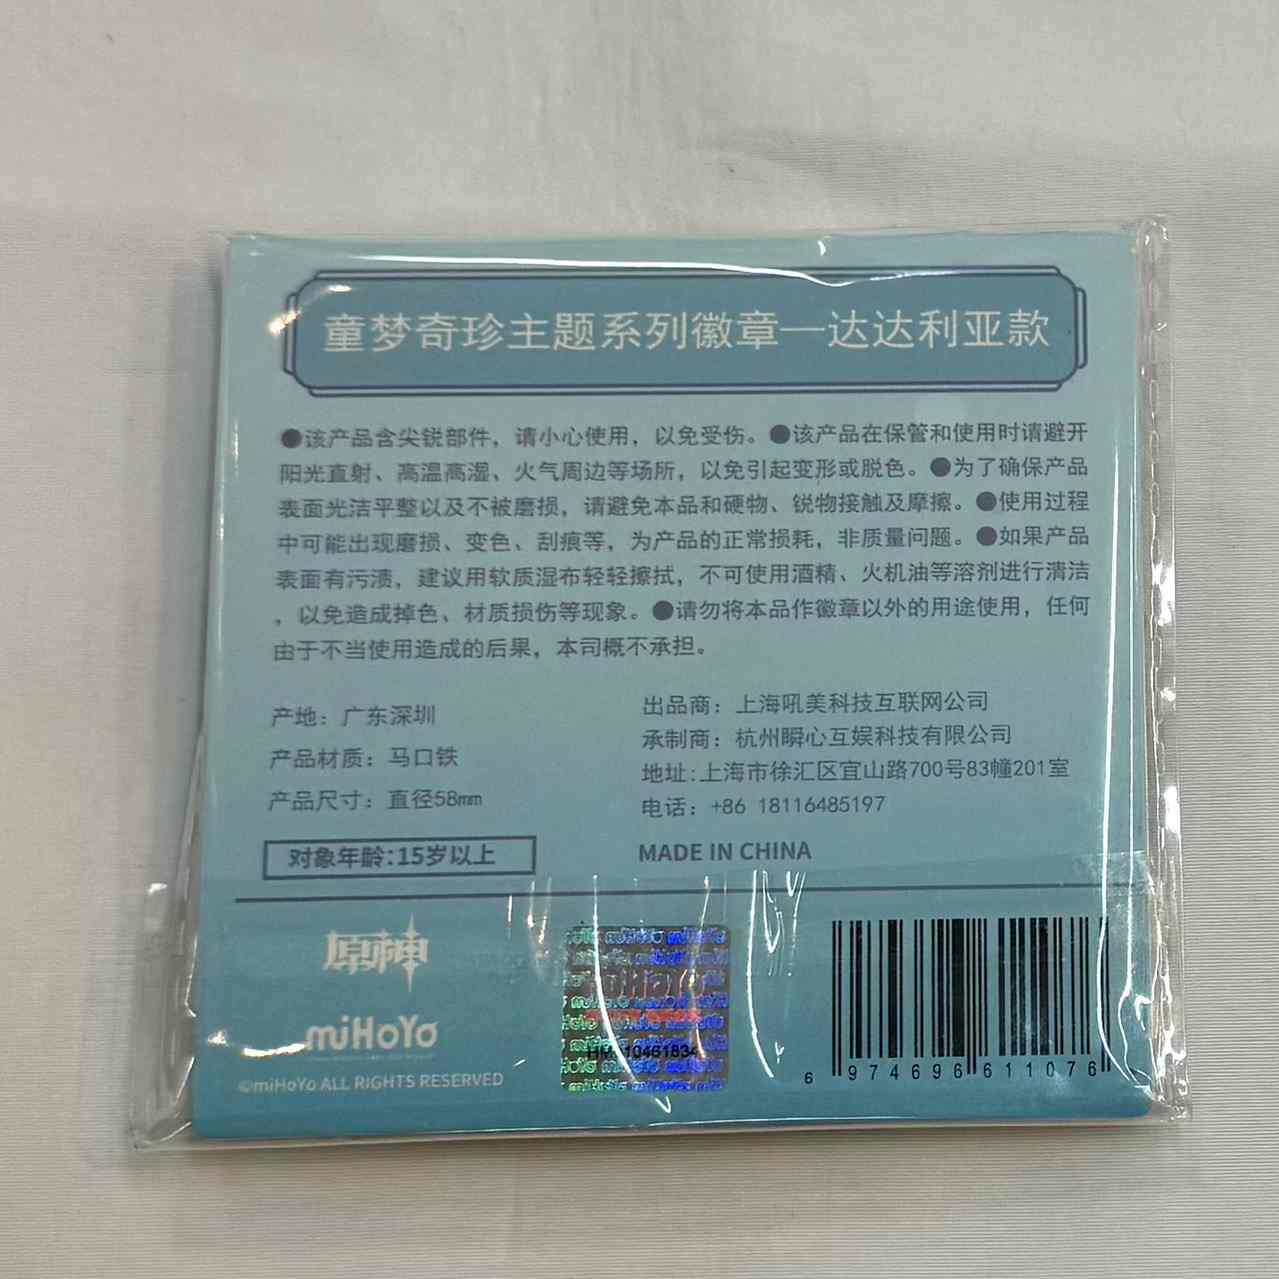 童梦奇珍主题系列徽章—达达利亚款
●该产品含尖锐部件，请小心使用，以免受伤。●该产品在保管和使用时请避开
阳光直射、高温高湿、火气周边等场所，以免引起变形或脱色。●为了确保产品
表面光洁平整以及不被磨损，请避免本品和硬物、锐物接触及摩擦。●使用过程
中可能出现磨损、变色、刮痕等，为产品的正常损耗，非质量问题。●如果产品
表面有污渍，建议用软质湿布轻轻擦拭，不可使用酒精、火机油等溶剂进行清洁
，以免造成掉色、材质损伤等现象。●请勿将本品作徽章以外的用途使用，任何
由于不当使用造成的后果，本司概不承担。
产地：广东深圳
产品材质：马口铁
产品尺寸：直径58mm
对象年龄:15岁以上
出品商：上海吼美科技互联网公司
承制商：杭州瞬心互娱科技有限公司
地址:上海市徐汇区宜山路700号83幢201室
电话：+86 18116485197
MADE IN CHINA
原神
miHoYo
©miHoYo ALL RIGHTS RESERVED
miHoYo
6 974696 611076